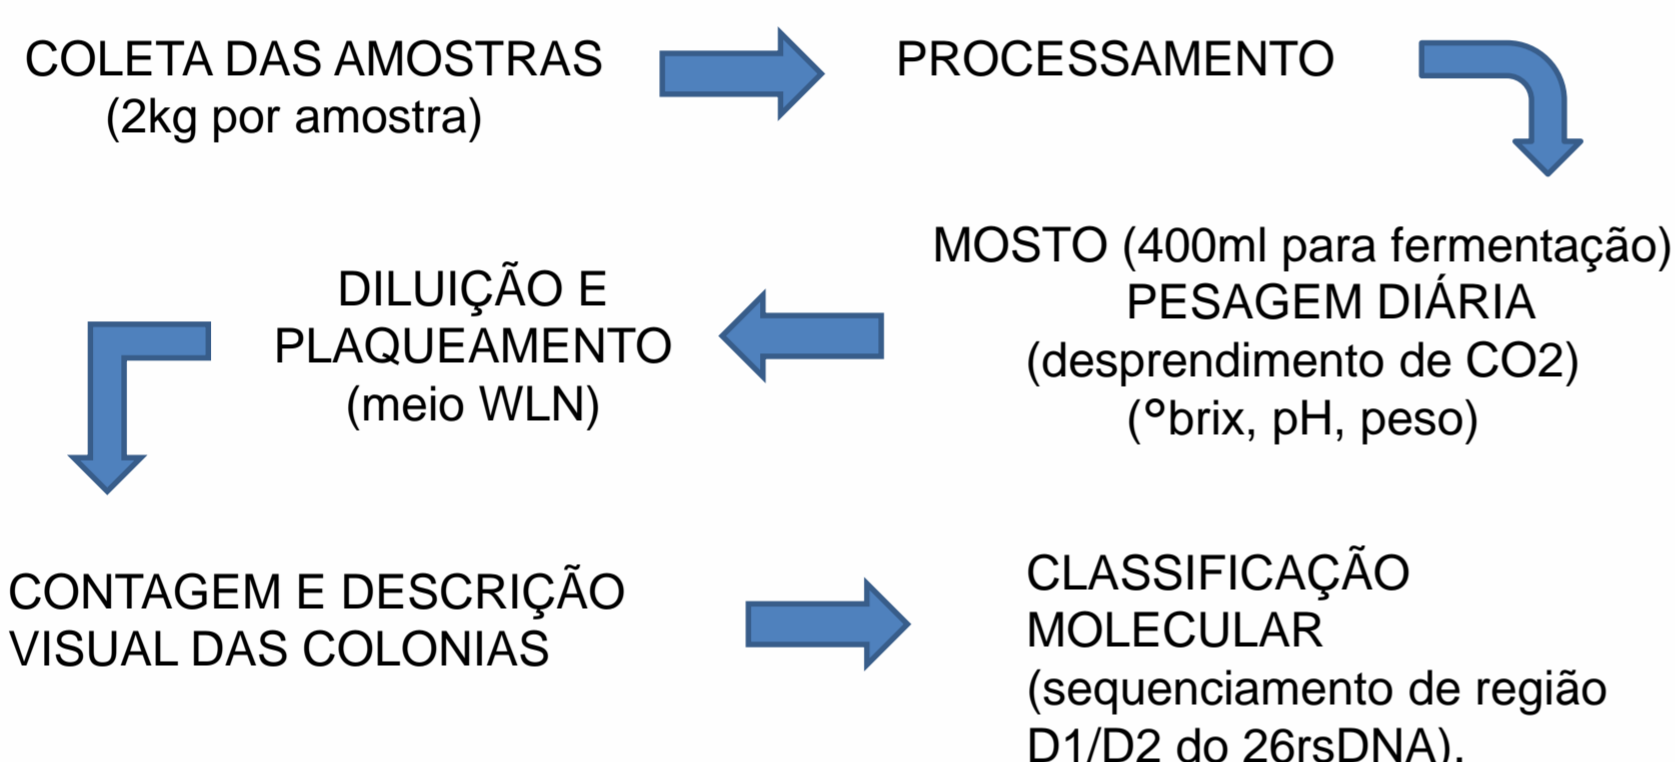 COLETA DAS AMOSTRAS
(2kg por amostra)
PROCESSAMENTO
MOSTO (400ml para fermentação)
PESAGEM DIÁRIA
(desprendimento de CO2)
(°brix, pH, peso)
DILUIÇÃO E
PLAQUEAMENTO
(meio WLN)
CONTAGEM E DESCRIÇÃO
VISUAL DAS COLONIAS
CLASSIFICAÇÃO
MOLECULAR
(sequenciamento de região
D1/D2 do 26rsDNA).